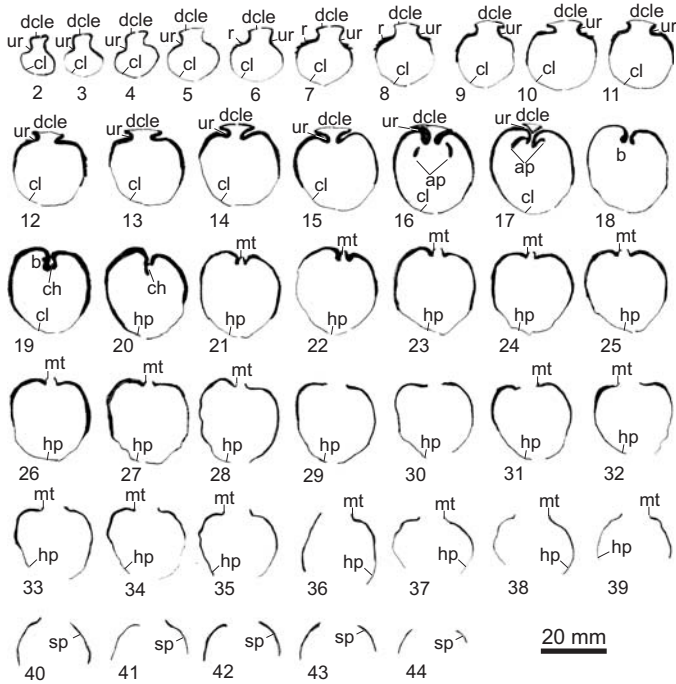 dcle dcle dcle dcle dcle dcle dcle dcle dcle dcle
ur ur ur ur r ur r ur r ur ur ur ur
cl cl cl cl cl cl cl cl cl cl
2 3 4 5 6 7 8 9 10 11
ur dcle dcle dcle ur dcle ur dcle ur dcle
cl cl cl cl ap cl ap cl b
12 13 14 15 16 17 18
b ch cl ch hp mt hp mt hp mt hp mt hp mt hp
19 20 21 22 23 24 25
mt mt mt mt mt
hp hp hp hp hp hp hp
26 27 28 29 30 31 32
mt mt mt mt mt mt mt
hp hp hp hp hp hp hp
33 34 35 36 37 38 39
sp sp sp sp sp
40 41 42 43 44
20 mm